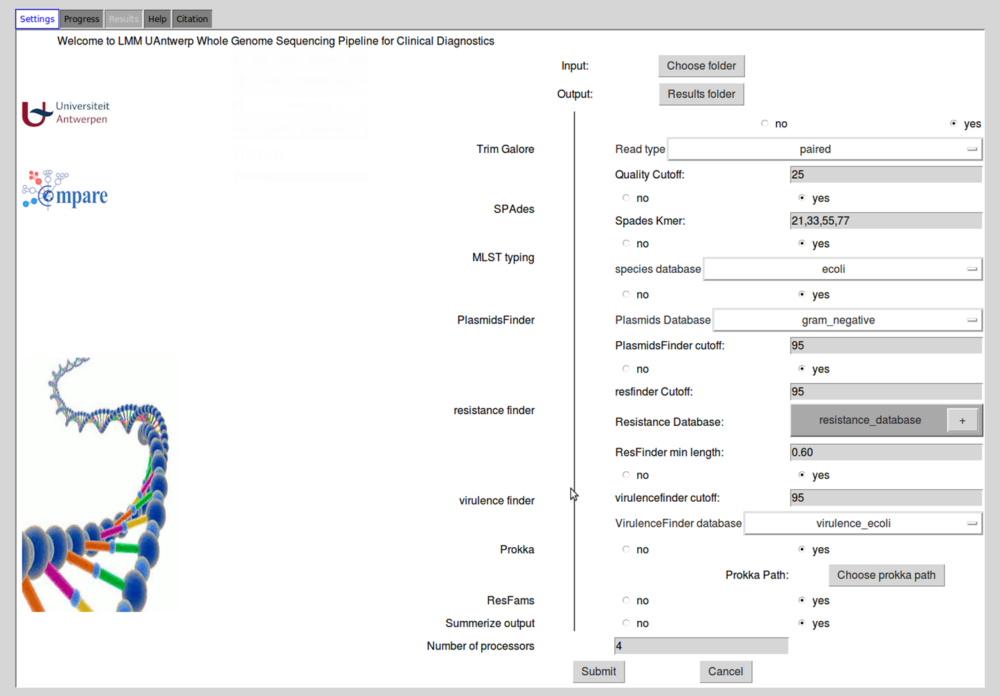 Settings Progress Results Help Citation
Welcome to LMM UAntwerp Whole Genome Sequencing Pipeline for Clinical Diagnostics
Input: Choose folder
Output: Results folder
Universiteit
Antwerpen
no yes
Trim Galore Read type paired
Quality Cutoff: 25
no yes
Compare
SPAdes
Spades Kmer: 21,33,55,77
no yes
MLST typing
species database ecoli
no yes
PlasmidsFinder Plasmids Database gram_negative
PlasmidsFinder cutoff: 95
no yes
resfinder Cutoff: 95
resistance finder
Resistance Database: resistance_database +
ResFinder min length: 0.60
no yes
virulence finder virulencefinder cutoff: 95
VirulenceFinder database virulence_ecoli
Prokka no yes
Prokka Path: Choose prokka path
ResFams no yes
Summerize output no yes
Number of processors 4
Submit Cancel